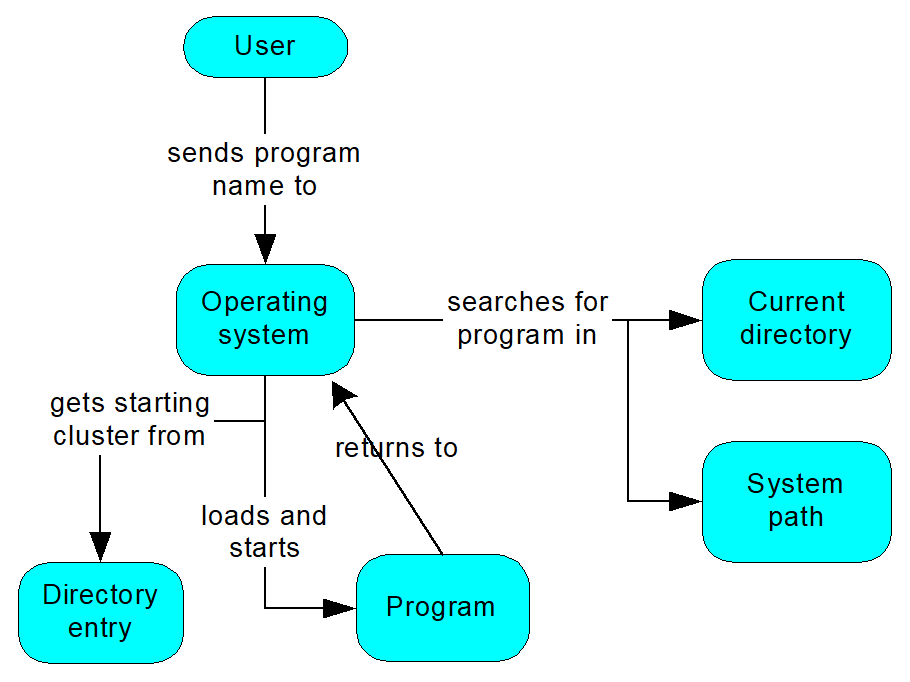 User
sends program
name to
Operating
system
searches for
program in
Current
directory
gets starting
cluster from
returns to
System
path
loads and
starts
Directory
entry
Program